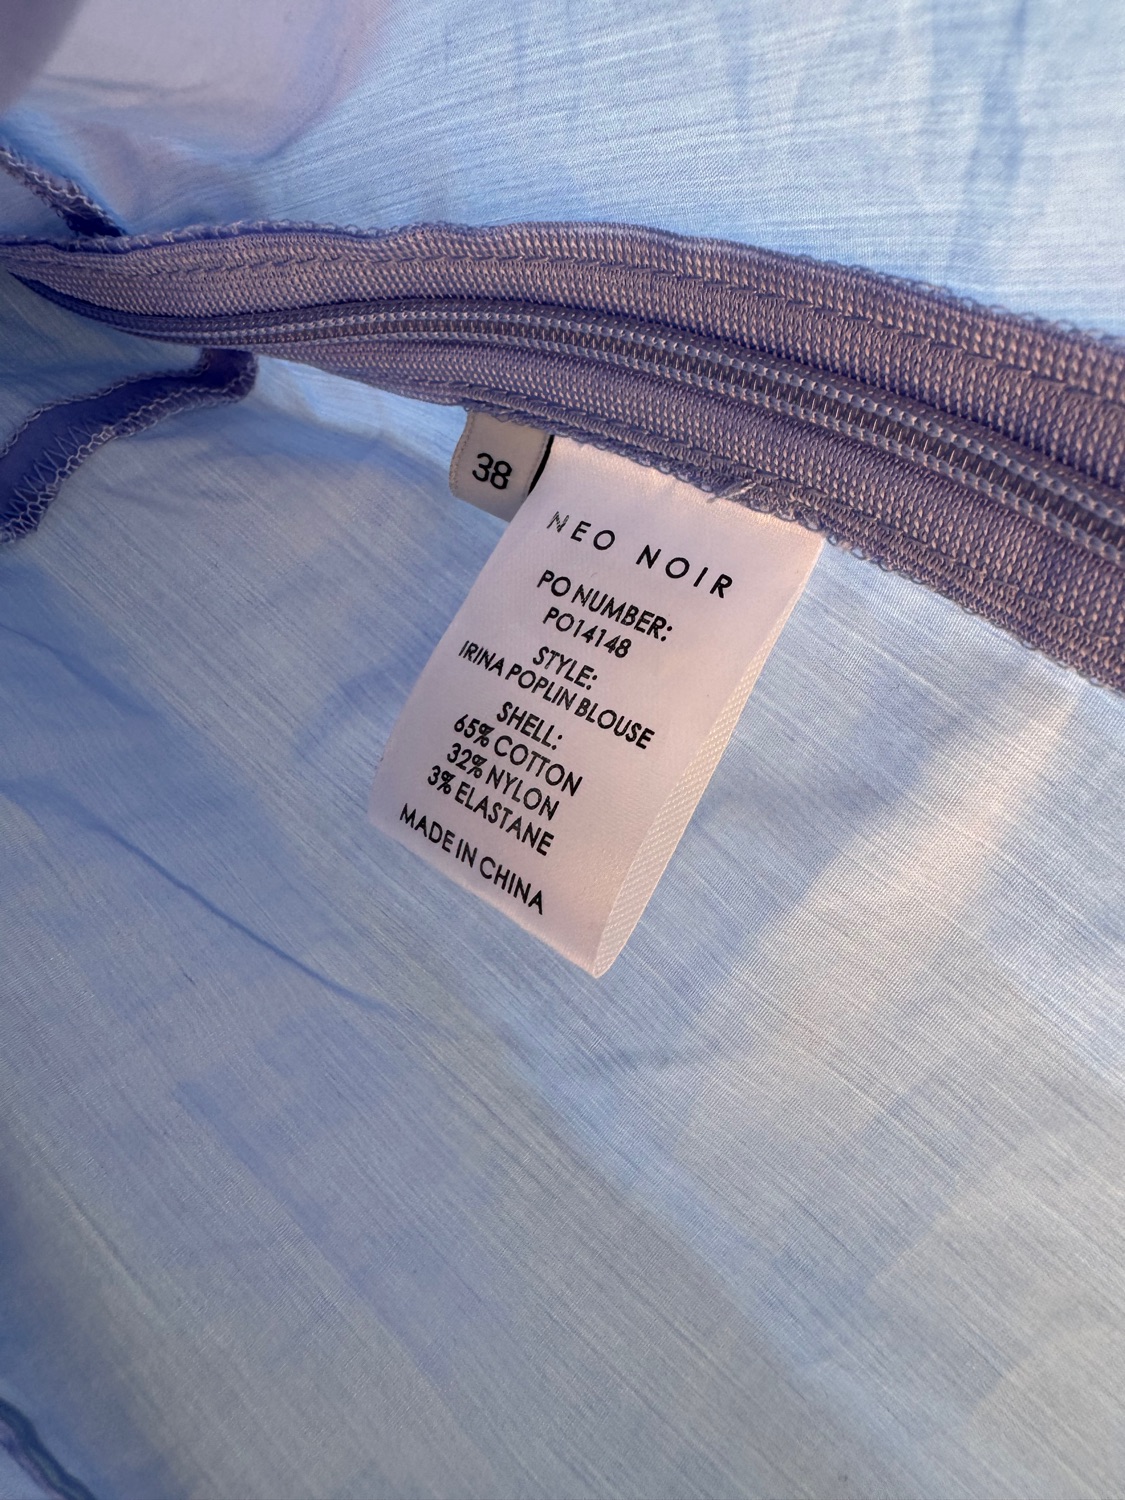 38
NEO NOIR
PO NUMBER:
PO14148
STYLE:
IRINA POPLIN BLOUSE
SHELL:
65% COTTON
32% NYLON
3% ELASTANE
MADE IN CHINA